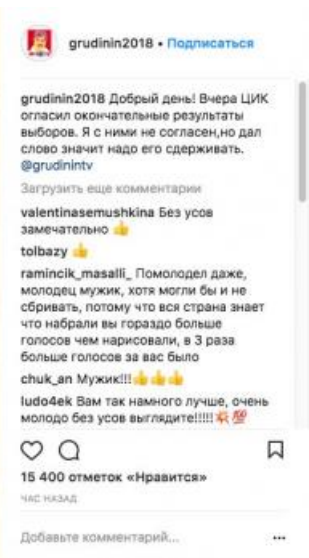 grudinin2018 • Подписаться
grudinin2018 Добрый день! Вчера ЦИК
огласил окончательные результаты
выборов. Я с ними не согласен,но дал
слово значит надо его сдерживать.
@grudinintv
Загрузить еще комментарии
valentinasemushkina Без усов
замечательно 👍
tolbazy 👍
ramincik_masalli_ Помолодел даже,
молодец мужик, хотя могли бы и не
сбривать, потому что вся страна знает
что набрали вы гораздо больше
голосов чем нарисовали, в 3 раза
больше голосов за вас было
chuk_an Мужик!!!👍👍👍
ludo4ek Вам так намного лучше, очень
молодо без усов выглядите!!!!!💥💯
15 400 отметок «Нравится»
ЧАС НАЗАД
Добавьте комментарий...